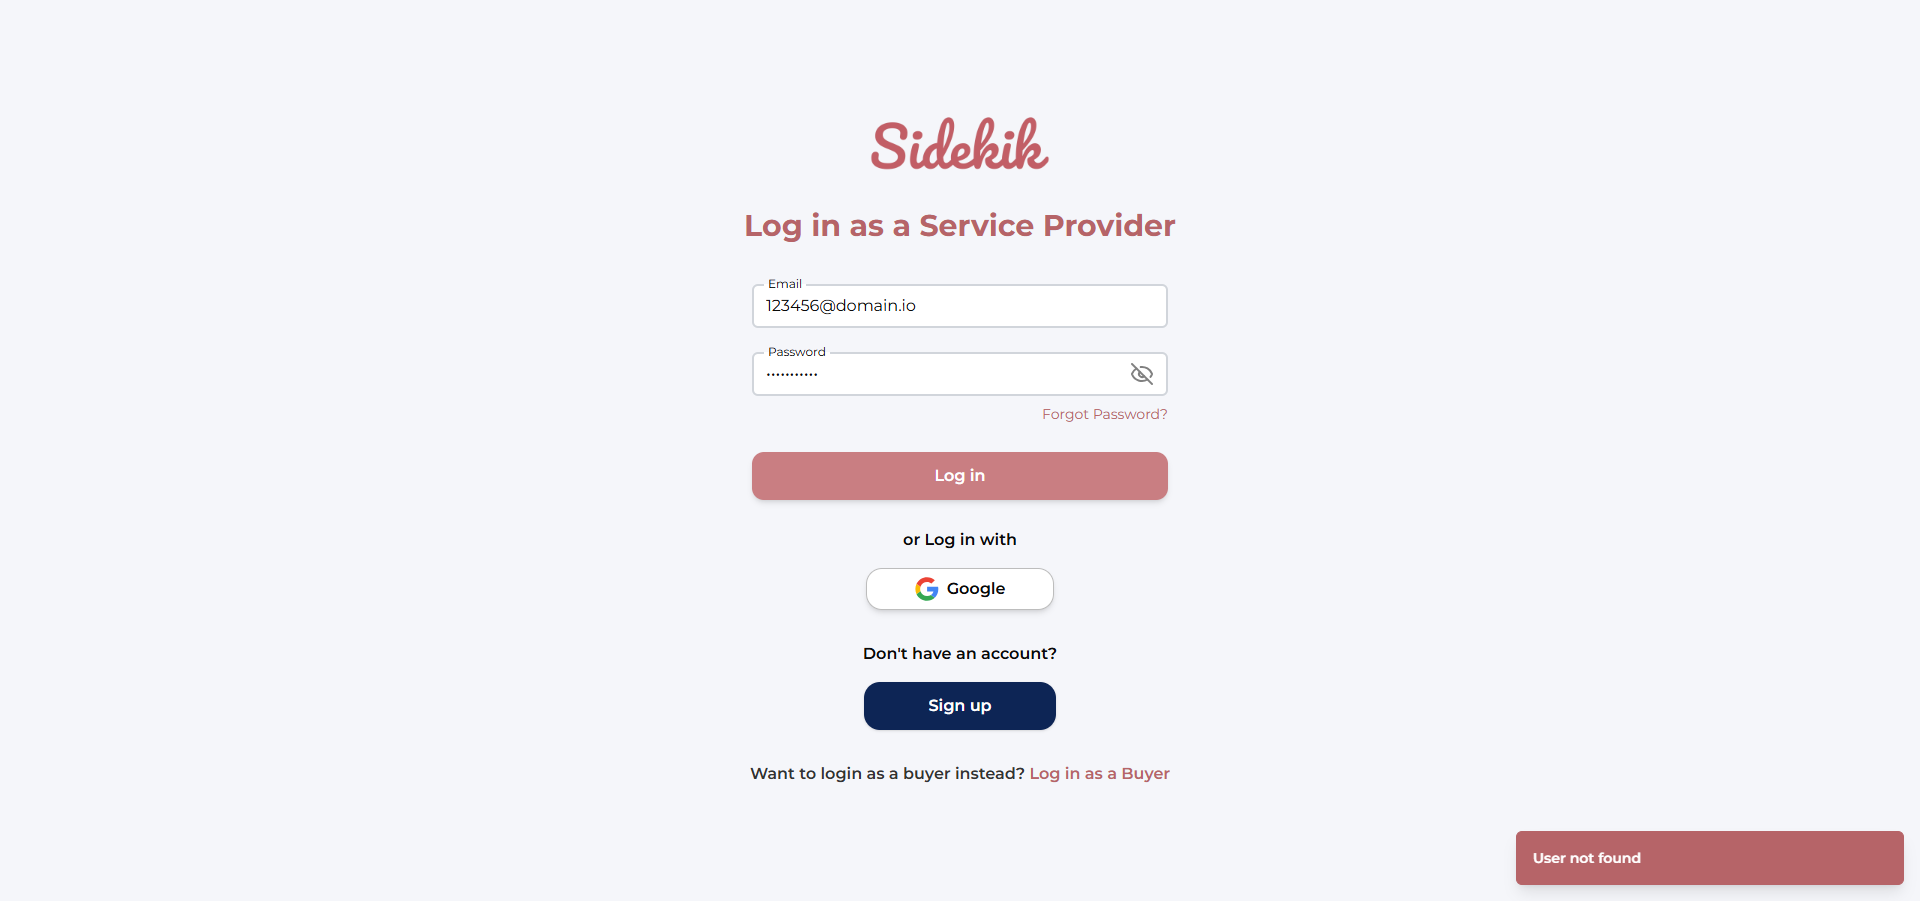 Sidekik
Log in as a Service Provider
Email
123456@domain.io
Password
•••••••••••
Forgot Password?
Log in
or Log in with
Google
Don't have an account?
Sign up
Want to login as a buyer instead? Log in as a Buyer
User not found